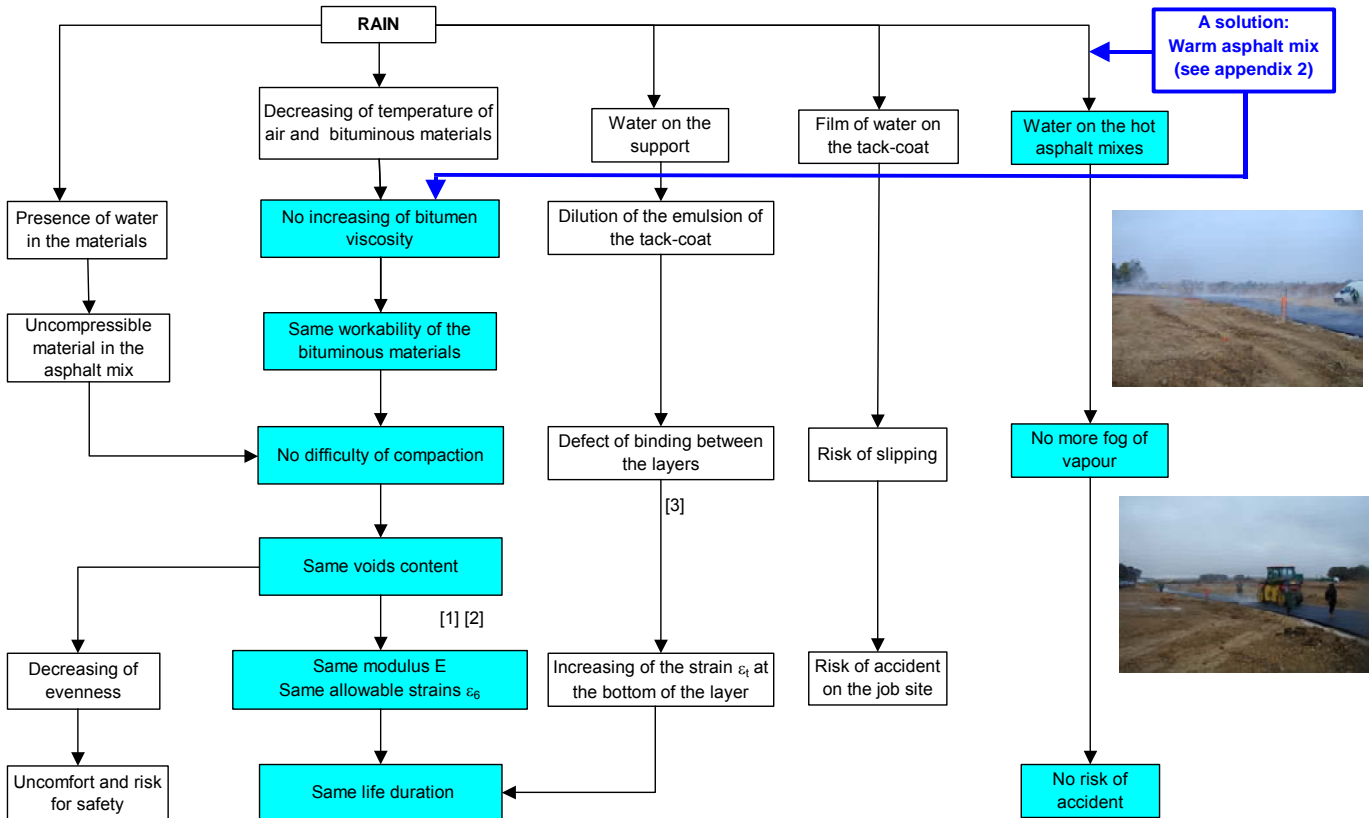 RAIN
A solution:
Warm asphalt mix
(see appendix 2)
Decreasing of temperature of
air and bituminous materials
Water on the
support
Film of water on
the tack-coat
Water on the hot
asphalt mixes
Presence of water
in the materials
No increasing of bitumen
viscosity
Dilution of the emulsion of
the tack-coat
Uncompressible
material in the
asphalt mix
Same workability of the
bituminous materials
No difficulty of compaction
Defect of binding between
the layers
Risk of slipping
No more fog of
vapour
[3]
Same voids content
[1] [2]
Decreasing of
evenness
Same modulus E
Same allowable strains ε6
Increasing of the strain εt at
the bottom of the layer
Risk of accident
on the job site
Uncomfort and risk
for safety
Same life duration
No risk of
accident